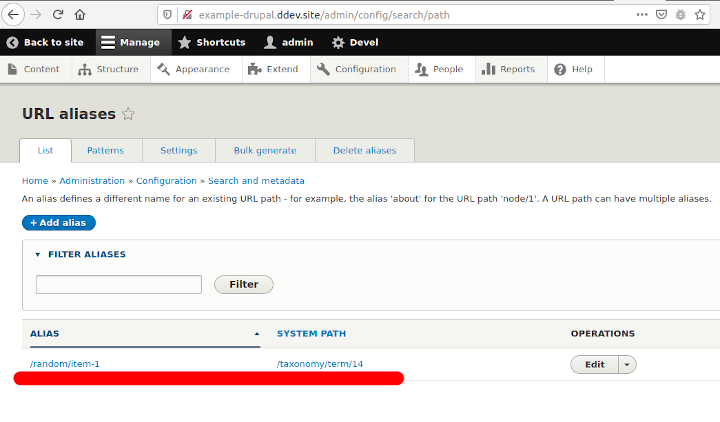 example-drupal.ddev.site/admin/config/search/path
Back to site Manage Shortcuts admin Devel
Content Structure Appearance Extend Configuration People Reports Help
URL aliases
List Patterns Settings Bulk generate Delete aliases
Home » Administration » Configuration » Search and metadata
An alias defines a different name for an existing URL path - for example, the alias 'about' for the URL path 'node/1'. A URL path can have multiple aliases.
+ Add alias
▼ FILTER ALIASES
Filter
ALIAS SYSTEM PATH OPERATIONS
/random/item-1 /taxonomy/term/14 Edit